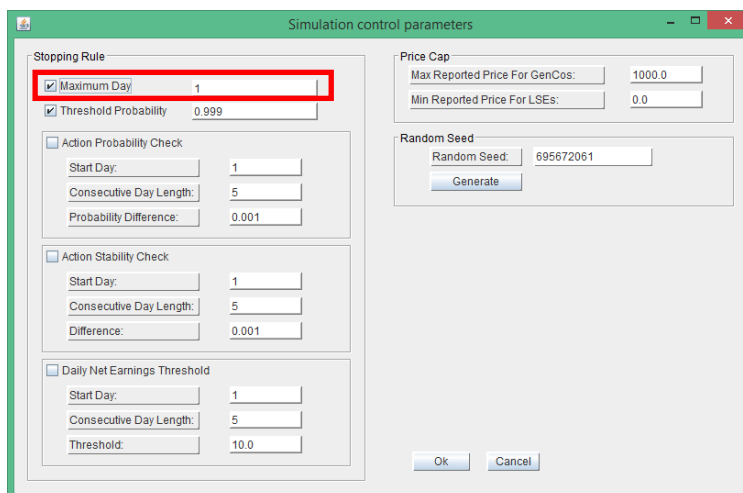 Simulation control parameters
Stopping Rule
Maximum Day 1
Threshold Probability 0.999
Action Probability Check
Start Day: 1
Consecutive Day Length: 5
Probability Difference: 0.001
Action Stability Check
Start Day: 1
Consecutive Day Length: 5
Difference: 0.001
Daily Net Earnings Threshold
Start Day: 1
Consecutive Day Length: 5
Threshold: 10.0
Price Cap
Max Reported Price For GenCos: 1000.0
Min Reported Price For LSEs: 0.0
Random Seed
Random Seed: 695672061
Generate
Ok Cancel